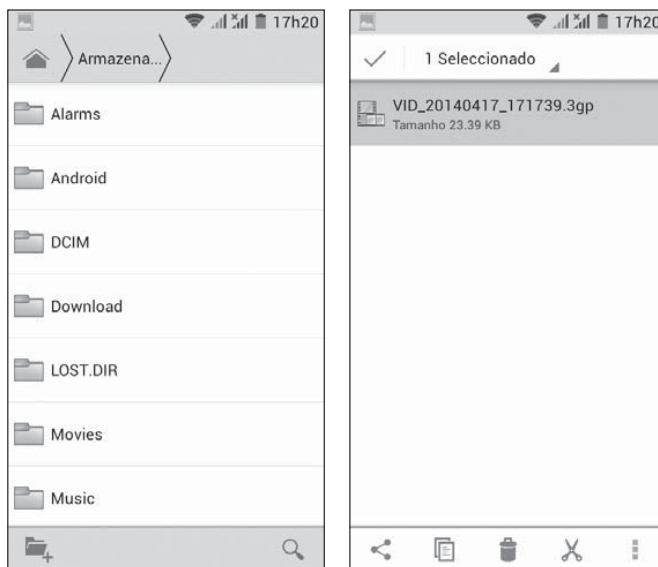 17h20
Armazena...
Alarms
Android
DCIM
Download
LOST.DIR
Movies
Music
17h20
1 Seleccionado
VID_20140417_171739.3gp
Tamanho 23.39 KB